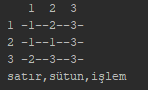 1 2 3
1 -1--2--3-
2 -1--1--3-
3 -2--3--3-
satır,sütun,işlem